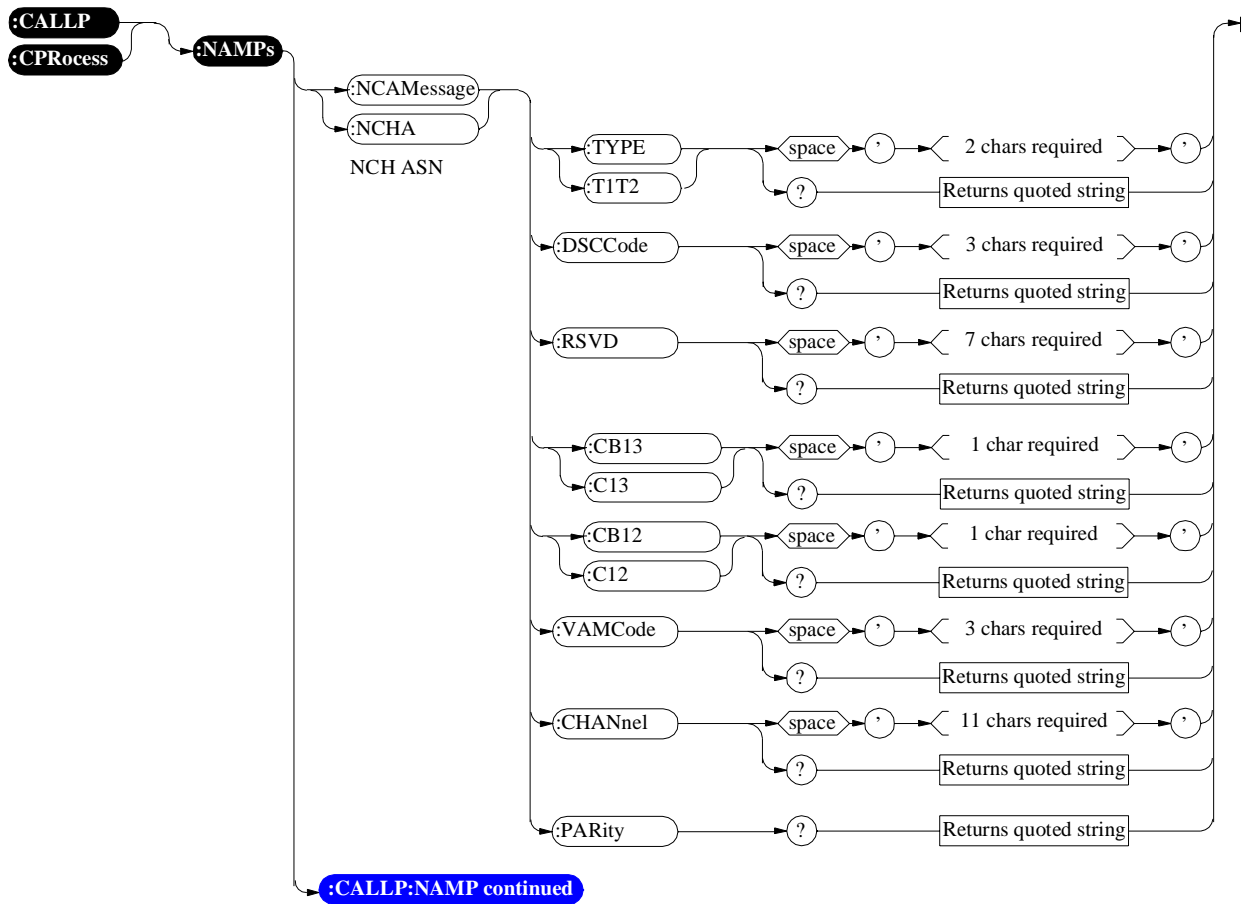 :CALLP
:CPRocess
:NAMPs
:NCAMessage
:NCHA
NCH ASN
:TYPE space ’ 2 chars required ’
:T1T2 ? Returns quoted string
:DSCCode space ’ 3 chars required ’
? Returns quoted string
:RSVD space ’ 7 chars required ’
? Returns quoted string
:CB13 space ’ 1 char required ’
:C13 ? Returns quoted string
:CB12 space ’ 1 char required ’
:C12 ? Returns quoted string
:VAMCode space ’ 3 chars required ’
? Returns quoted string
:CHANnel space ’ 11 chars required ’
? Returns quoted string
:PARity ? Returns quoted string
:CALLP:NAMP continued